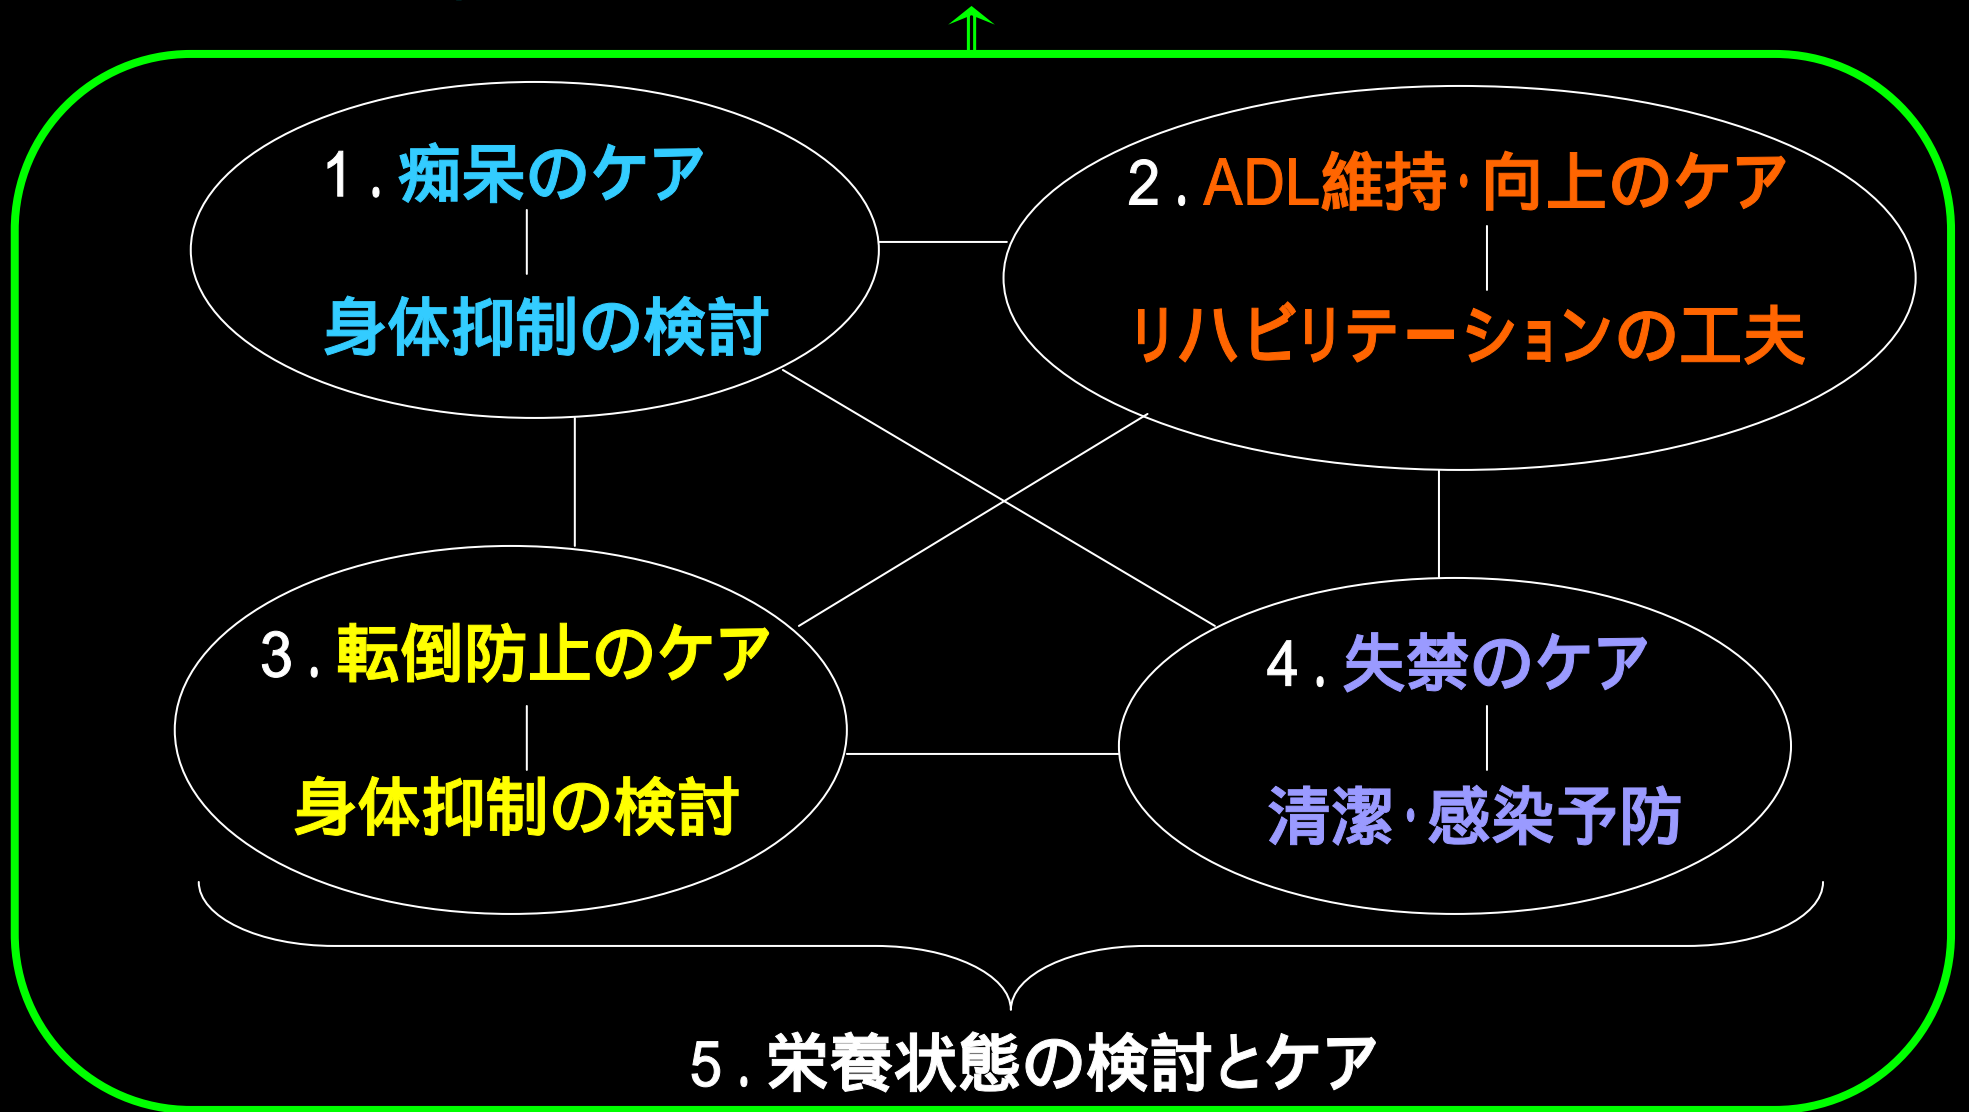 1.痴呆のケア
身体抑制の検討
2.ADL維持･向上のケア
リハビリテーションの工夫
3.転倒防止のケア
身体抑制の検討
4.失禁のケア
清潔･感染予防
5.栄養状態の検討とケア